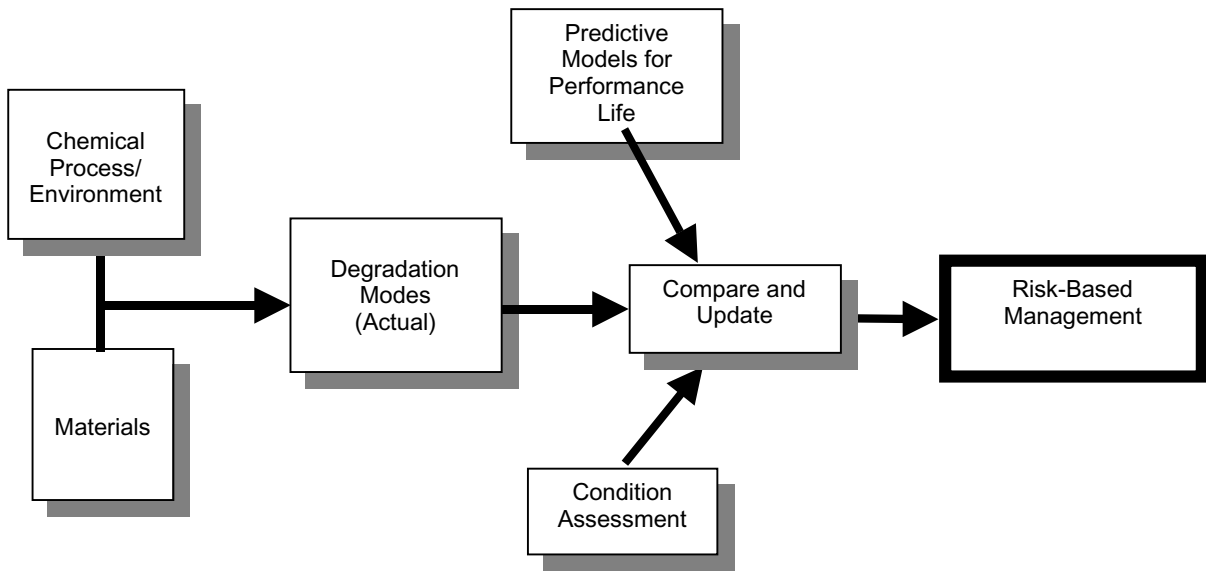 Predictive
Models for
Performance
Life
Chemical
Process/
Environment
Degradation
Modes
(Actual)
Compare and
Update
Risk-Based
Management
Materials
Condition
Assessment